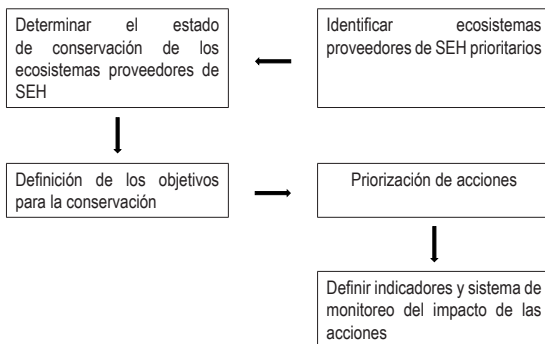 Determinar el estado
de conservación de los
ecosistemas proveedores de
SEH
Identificar ecosistemas
proveedores de SEH prioritarios
Definición de los objetivos
para la conservación
Priorización de acciones
Definir indicadores y sistema de
monitoreo del impacto de las
acciones